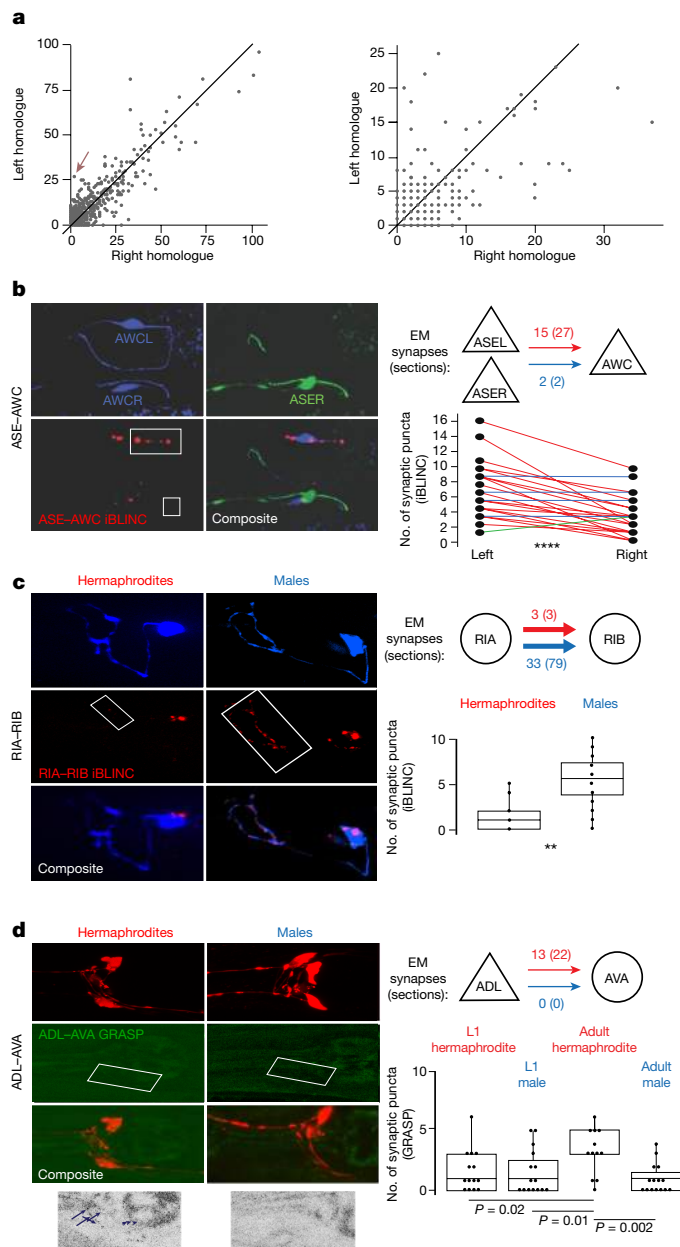 a
100
75
50
25
0
Left homologue
0 25 50 75 100
Right homologue
25
20
15
10
5
0
Left homologue
0 10 20 30
Right homologue
b
ASE–AWC
AWCL
AWCR
ASER
ASE–AWC iBLINC
Composite
EM
synapses
(sections):
ASEL
ASER
15 (27)
2 (2)
AWC
No. of synaptic puncta
(iBLINC)
16
14
12
10
8
6
4
2
0
Left
Right
****
c
Hermaphrodites
Males
RIA–RIB
RIA–RIB iBLINC
Composite
EM
synapses
(sections):
RIA
3 (3)
33 (79)
RIB
Hermaphrodites
Males
No. of synaptic puncta
(iBLINC)
10
5
0
**
d
Hermaphrodites
Males
ADL–AVA
ADL–AVA GRASP
Composite
EM
synapses
(sections):
ADL
13 (22)
0 (0)
AVA
L1
hermaphrodite
L1
male
Adult
hermaphrodite
Adult
male
No. of synaptic puncta
(GRASP)
10
5
0
P = 0.02
P = 0.01
P = 0.002